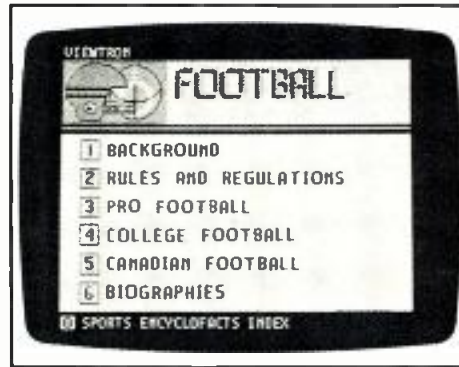 VIEWTRON
FOOTBALL
1 BACKGROUND
2 RULES AND REGULATIONS
3 PRO FOOTBALL
4 COLLEGE FOOTBALL
5 CANADIAN FOOTBALL
6 BIOGRAPHIES
0 SPORTS ENCYCLOFACTS INDEX